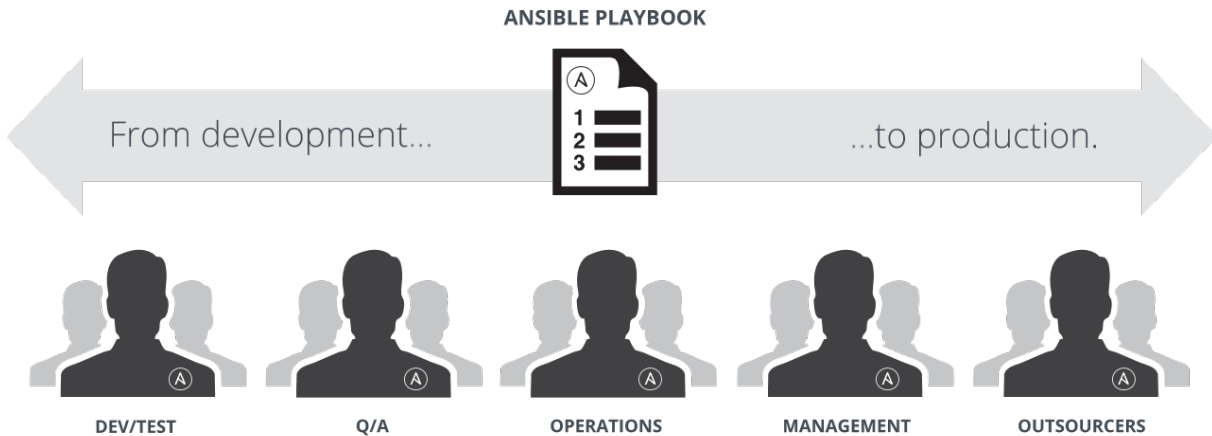 ANSIBLE PLAYBOOK
From development...
...to production.
1
2
3
DEV/TEST
Q/A
OPERATIONS
MANAGEMENT
OUTSOURCERS